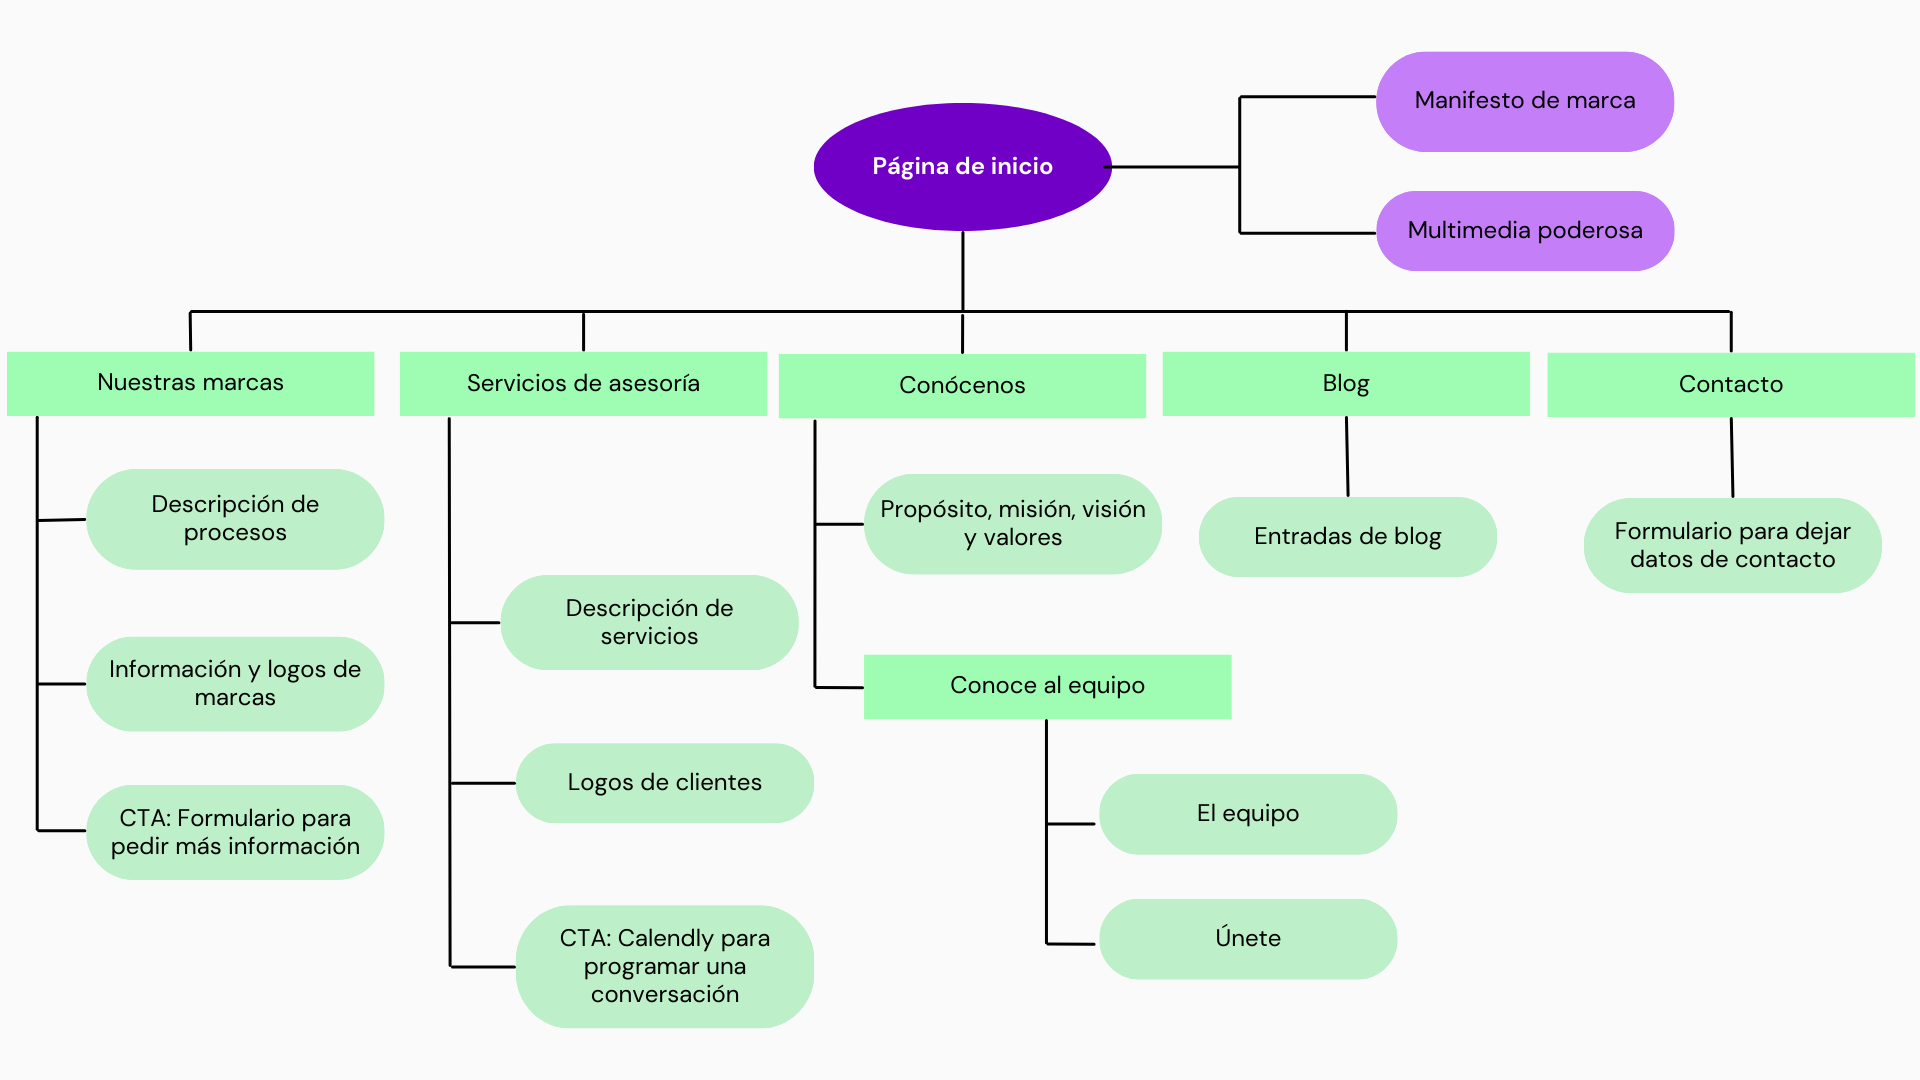 Manifesto de marca
Página de inicio
Multimedia poderosa
Nuestras marcas
Servicios de asesoría
Conócenos
Blog
Contacto
Descripción de
procesos
Información y logos de
marcas
CTA: Formulario para
pedir más información
Descripción de
servicios
Logos de clientes
CTA: Calendly para
programar una
conversación
Propósito, misión, visión
y valores
Conoce al equipo
El equipo
Únete
Entradas de blog
Formulario para dejar
datos de contacto